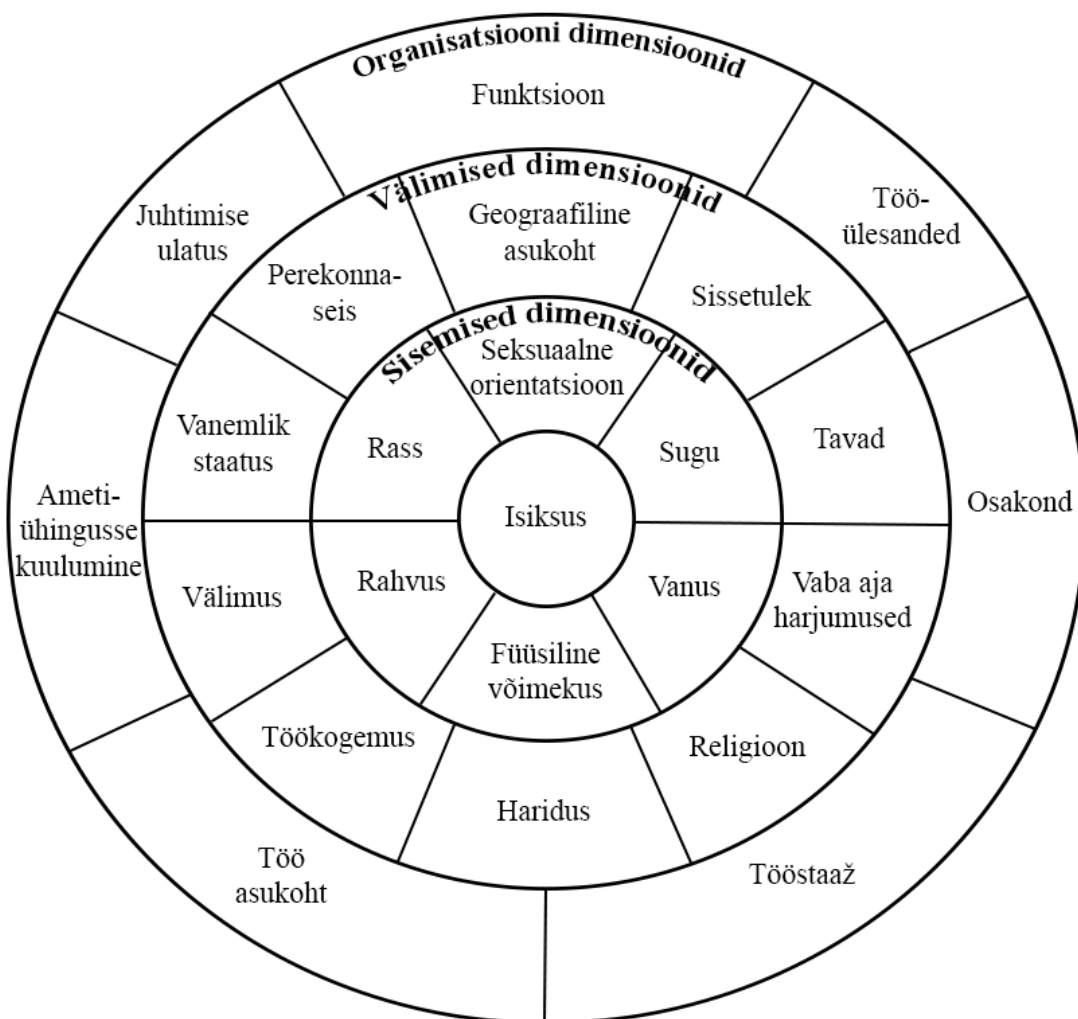 Organisatsiooni dimensioonid
Funktsioon
Töö-
ülesanded
Osakond
Tööstaaž
Töö
asukoht
Ameti-
ühingusse
kuulumine
Juhtimise
ulatus
Välimised dimensioonid
Geograafiline
asukoht
Sissetulek
Tavad
Vaba aja
harjumused
Religioon
Haridus
Töökogemus
Välimus
Vanemlik
staatus
Perekonna-
seis
Sisemised dimensioonid
Seksuaalne
orientatsioon
Sugu
Vanus
Füüsiline
võimekus
Rahvus
Rass
Isiksus